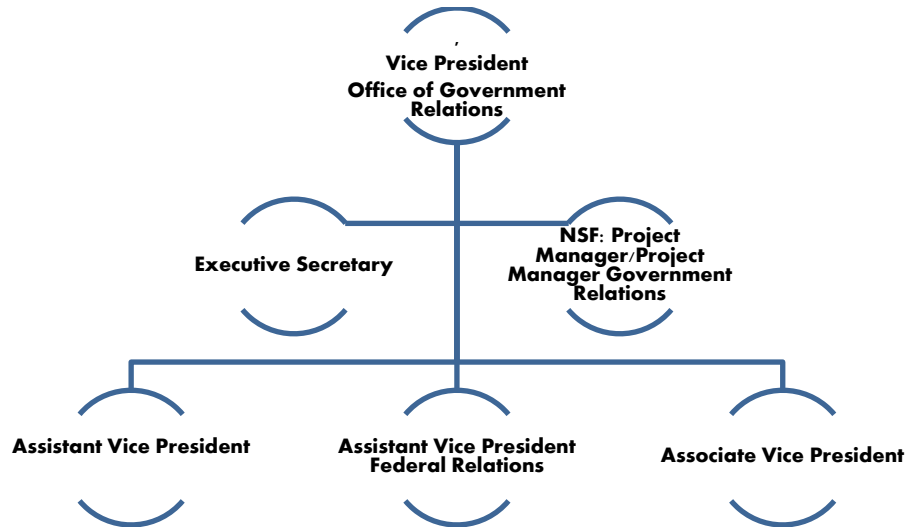 ,
Vice President
Office of Government
Relations
Executive Secretary
NSF: Project
Manager/Project
Manager Government
Relations
Assistant Vice President
Assistant Vice President
Federal Relations
Associate Vice President